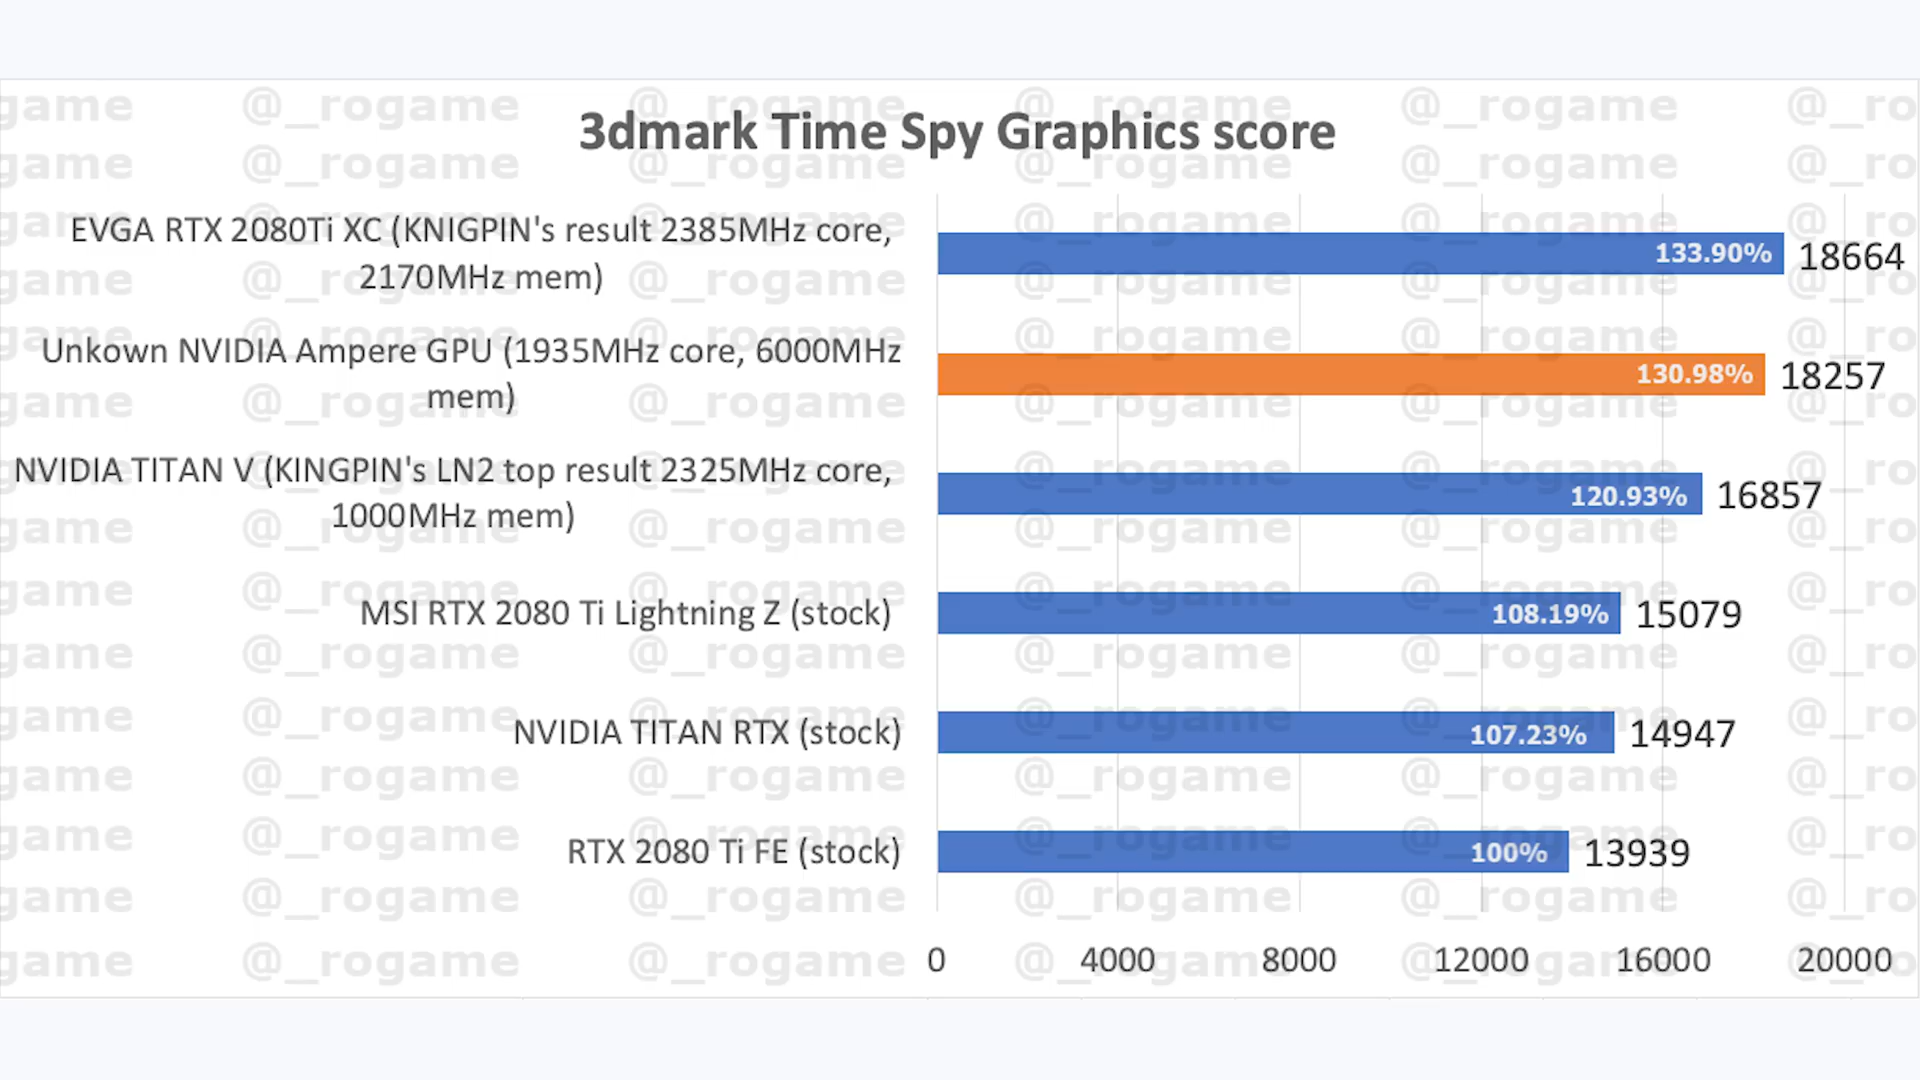 3dmark Time Spy Graphics score
EVGA RTX 2080Ti XC (KNIGPIN's result 2385MHz core,
2170MHz mem)
133.90% 18664
Unkown NVIDIA Ampere GPU (1935MHz core, 6000MHz
mem)
130.98% 18257
NVIDIA TITAN V (KINGPIN's LN2 top result 2325MHz core,
1000MHz mem)
120.93% 16857
MSI RTX 2080 Ti Lightning Z (stock) 108.19% 15079
NVIDIA TITAN RTX (stock) 107.23% 14947
RTX 2080 Ti FE (stock) 100% 13939
0 4000 8000 12000 16000 20000
@_rogame